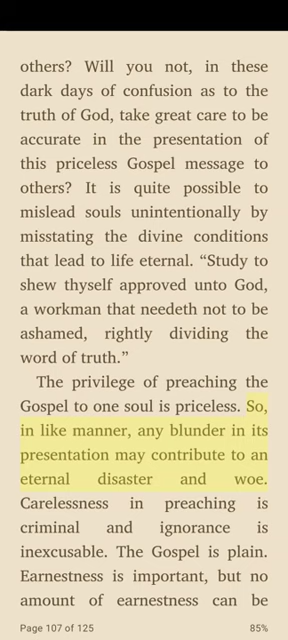 others? Will you not, in these
dark days of confusion as to the
truth of God, take great care to be
accurate in the presentation of
this priceless Gospel message to
others? It is quite possible to
mislead souls unintentionally by
misstating the divine conditions
that lead to life eternal. “Study to
shew thyself approved unto God,
a workman that needeth not to be
ashamed, rightly dividing the
word of truth.”
The privilege of preaching the
Gospel to one soul is priceless. So,
in like manner, any blunder in its
presentation may contribute to an
eternal disaster and woe.
Carelessness in preaching is
criminal and ignorance is
inexcusable. The Gospel is plain.
Earnestness is important, but no
amount of earnestness can be
Page 107 of 125 85%